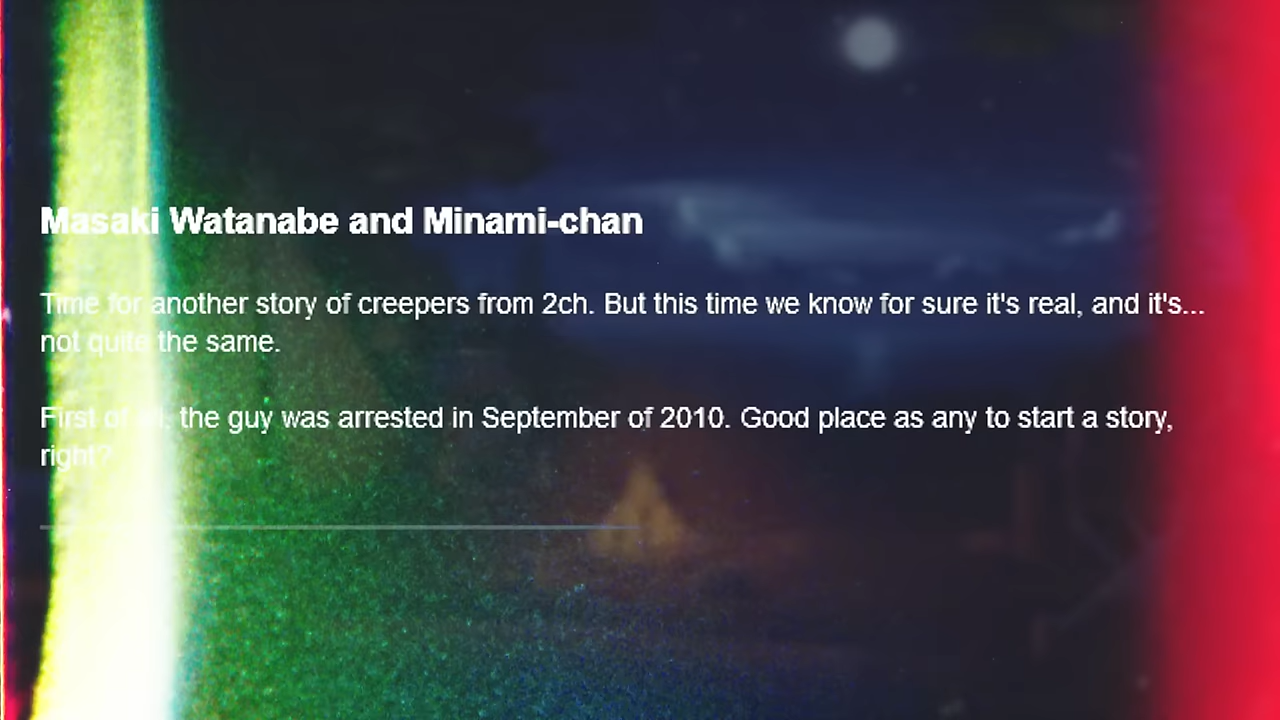 Masaki Watanabe and Minami-chan
Time for another story of creepers from 2ch. But this time we know for sure it's real, and it's...
not quite the same.
First of all, the guy was arrested in September of 2010. Good place as any to start a story,
right?